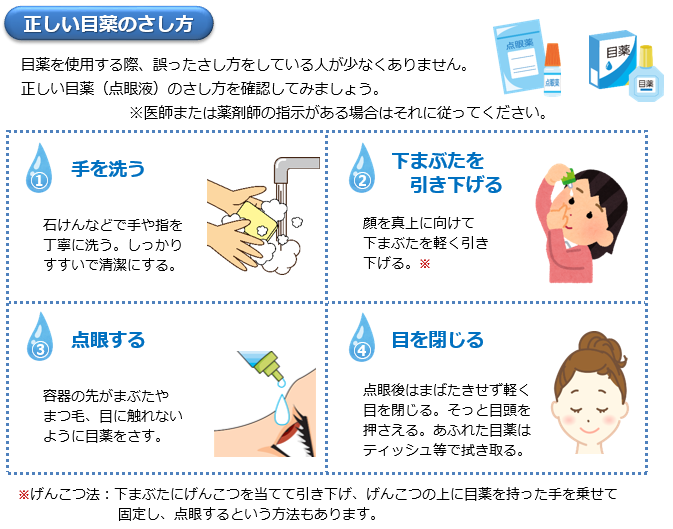 正しい目薬のさし方
目薬を使用する際、誤ったさし方をしている人が少なくありません。
正しい目薬（点眼液）のさし方を確認してみましょう。
※医師または薬剤師の指示がある場合はそれに従ってください。
点眼薬
点眼薬
目薬
目薬
① 手を洗う
石けんなどで手や指を
丁寧に洗う。しっかり
すすいで清潔にする。
② 下まぶたを
引き下げる
顔を真上に向けて
下まぶたを軽く引き
下げる。※
③ 点眼する
容器の先がまぶたや
まつ毛、目に触れない
ように目薬をさす。
④ 目を閉じる
点眼後はまばたきせず軽く
目を閉じる。そっと目頭を
押さえる。あふれた目薬は
ティッシュ等で拭き取る。
※げんこつ法：下まぶたにげんこつを当てて引き下げ、げんこつの上に目薬を持った手を乗せて
固定し、点眼するという方法もあります。